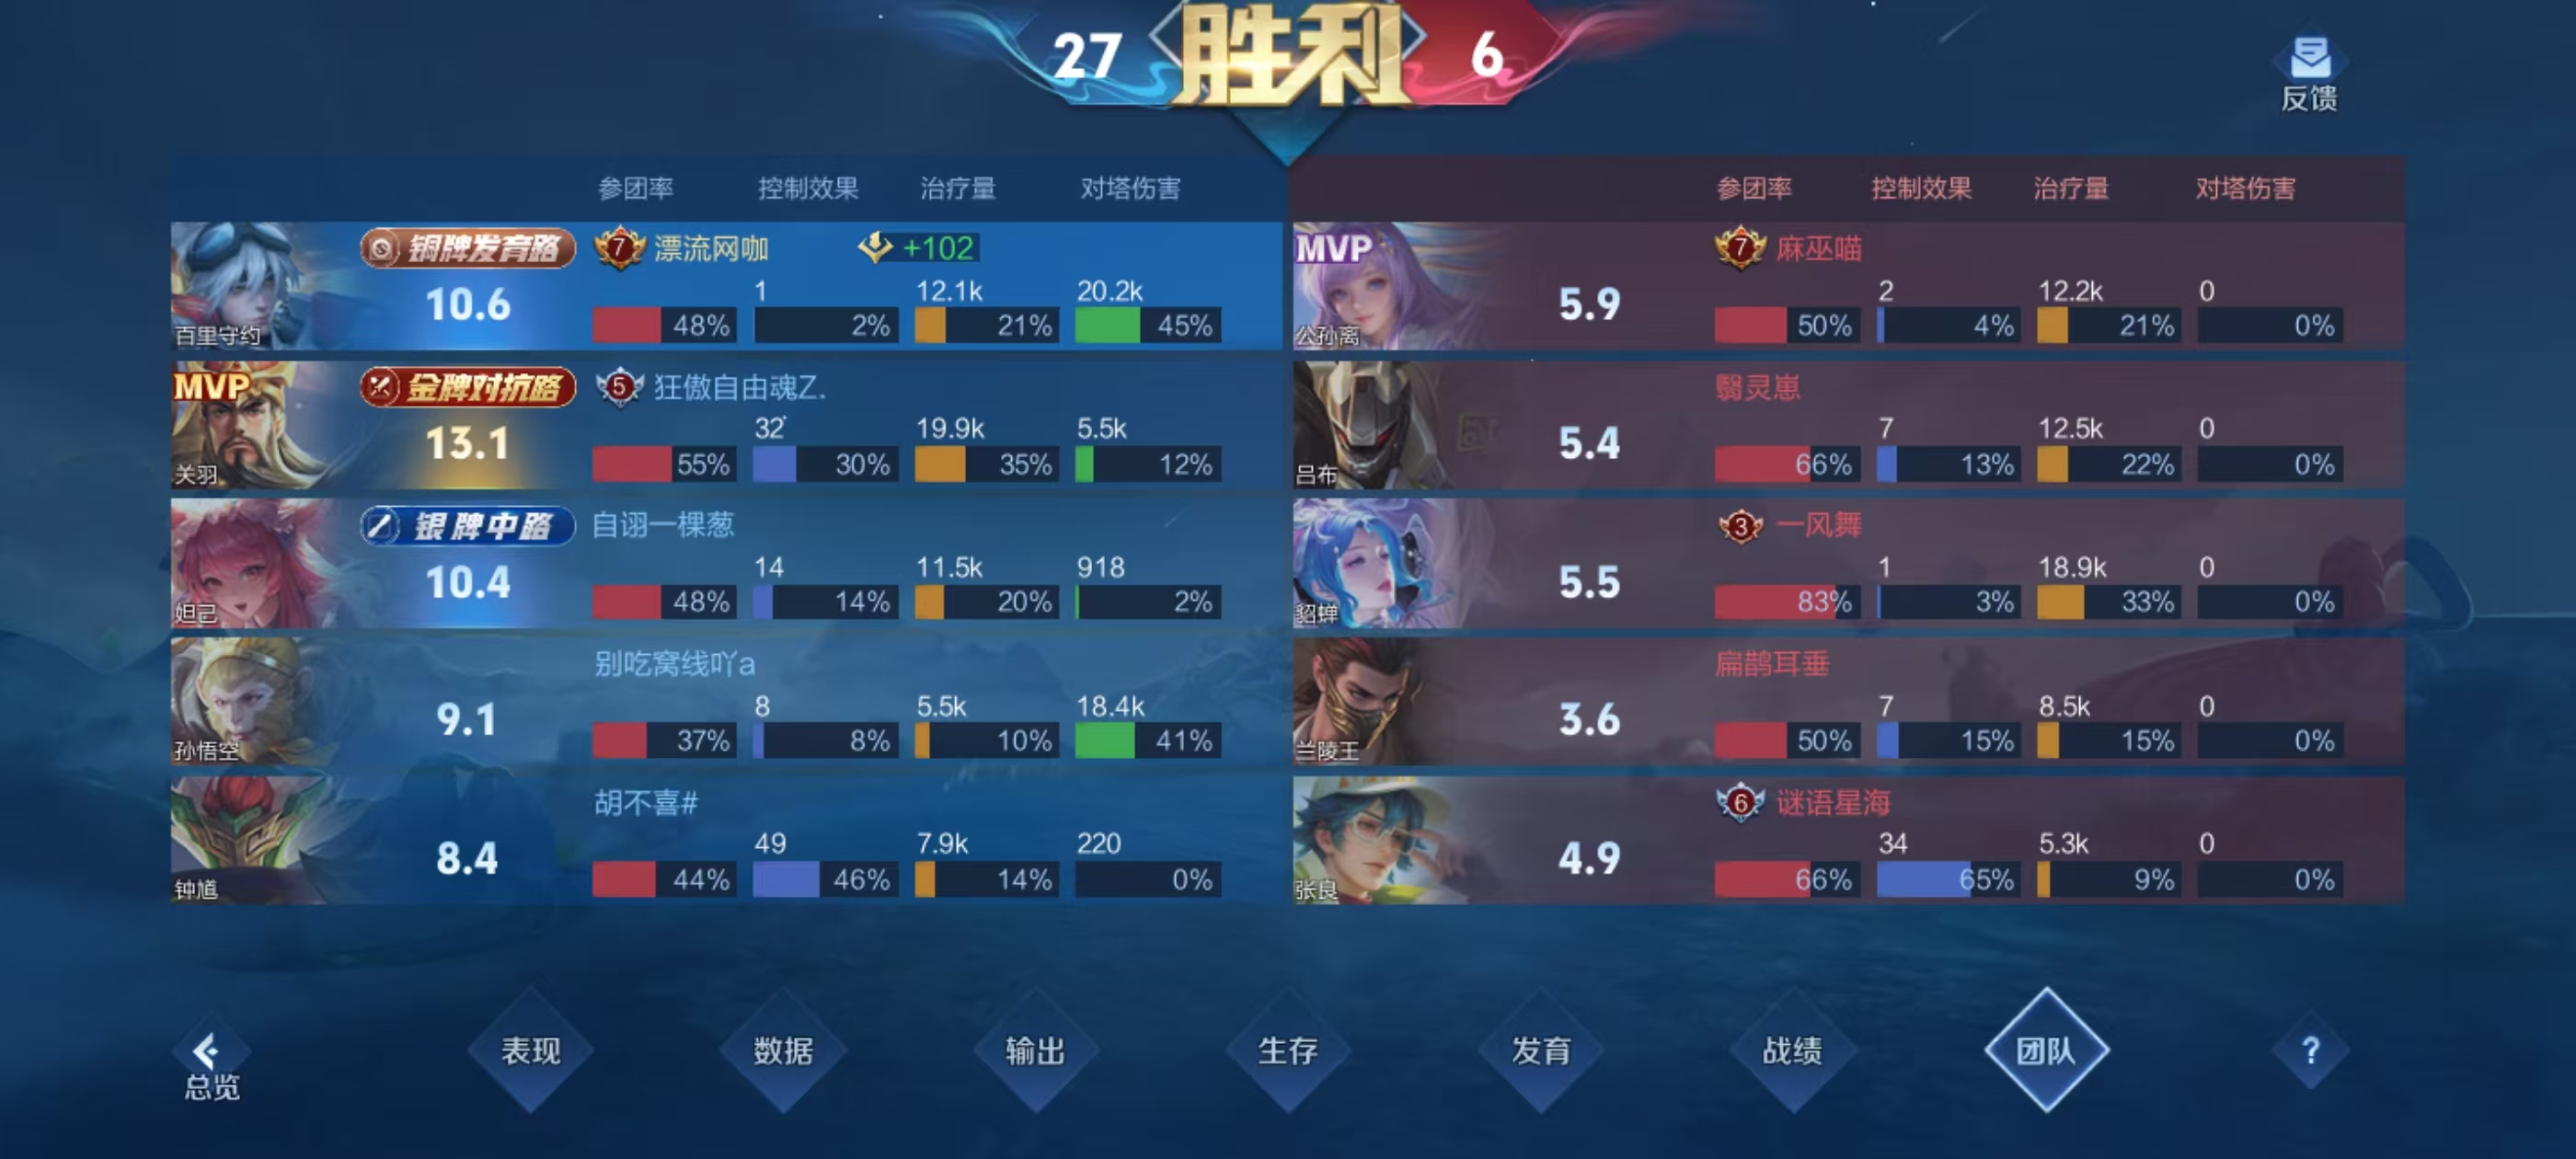 27 胜利 6
反馈
参团率 控制效果 治疗量 对塔伤害
参团率 控制效果 治疗量 对塔伤害
铜牌发育路 7 漂流网咖 +102
1 12.1k 20.2k
10.6
48% 2% 21% 45%
百里守约
MVP 7 麻巫喵
2 12.2k 0
5.9
50% 4% 21% 0%
公孙离
MVP 金牌对抗路 5 狂傲自由魂Z.
32 19.9k 5.5k
13.1
55% 30% 35% 12%
关羽
翳灵崽
7 12.5k 0
5.4
66% 13% 22% 0%
吕布
银牌中路 自诩一棵葱
14 11.5k 918
10.4
48% 14% 20% 2%
妲己
3 一风舞
1 18.9k 0
5.5
83% 3% 33% 0%
貂蝉
别吃窝线吖a
8 5.5k 18.4k
9.1
37% 8% 10% 41%
孙悟空
扁鹊耳垂
7 8.5k 0
3.6
50% 15% 15% 0%
兰陵王
胡不喜#
49 7.9k 220
8.4
44% 46% 14% 0%
钟馗
6 谜语星海
34 5.3k 0
4.9
66% 65% 9% 0%
张良
总览 表现 数据 输出 生存 发育 战绩 团队 ?